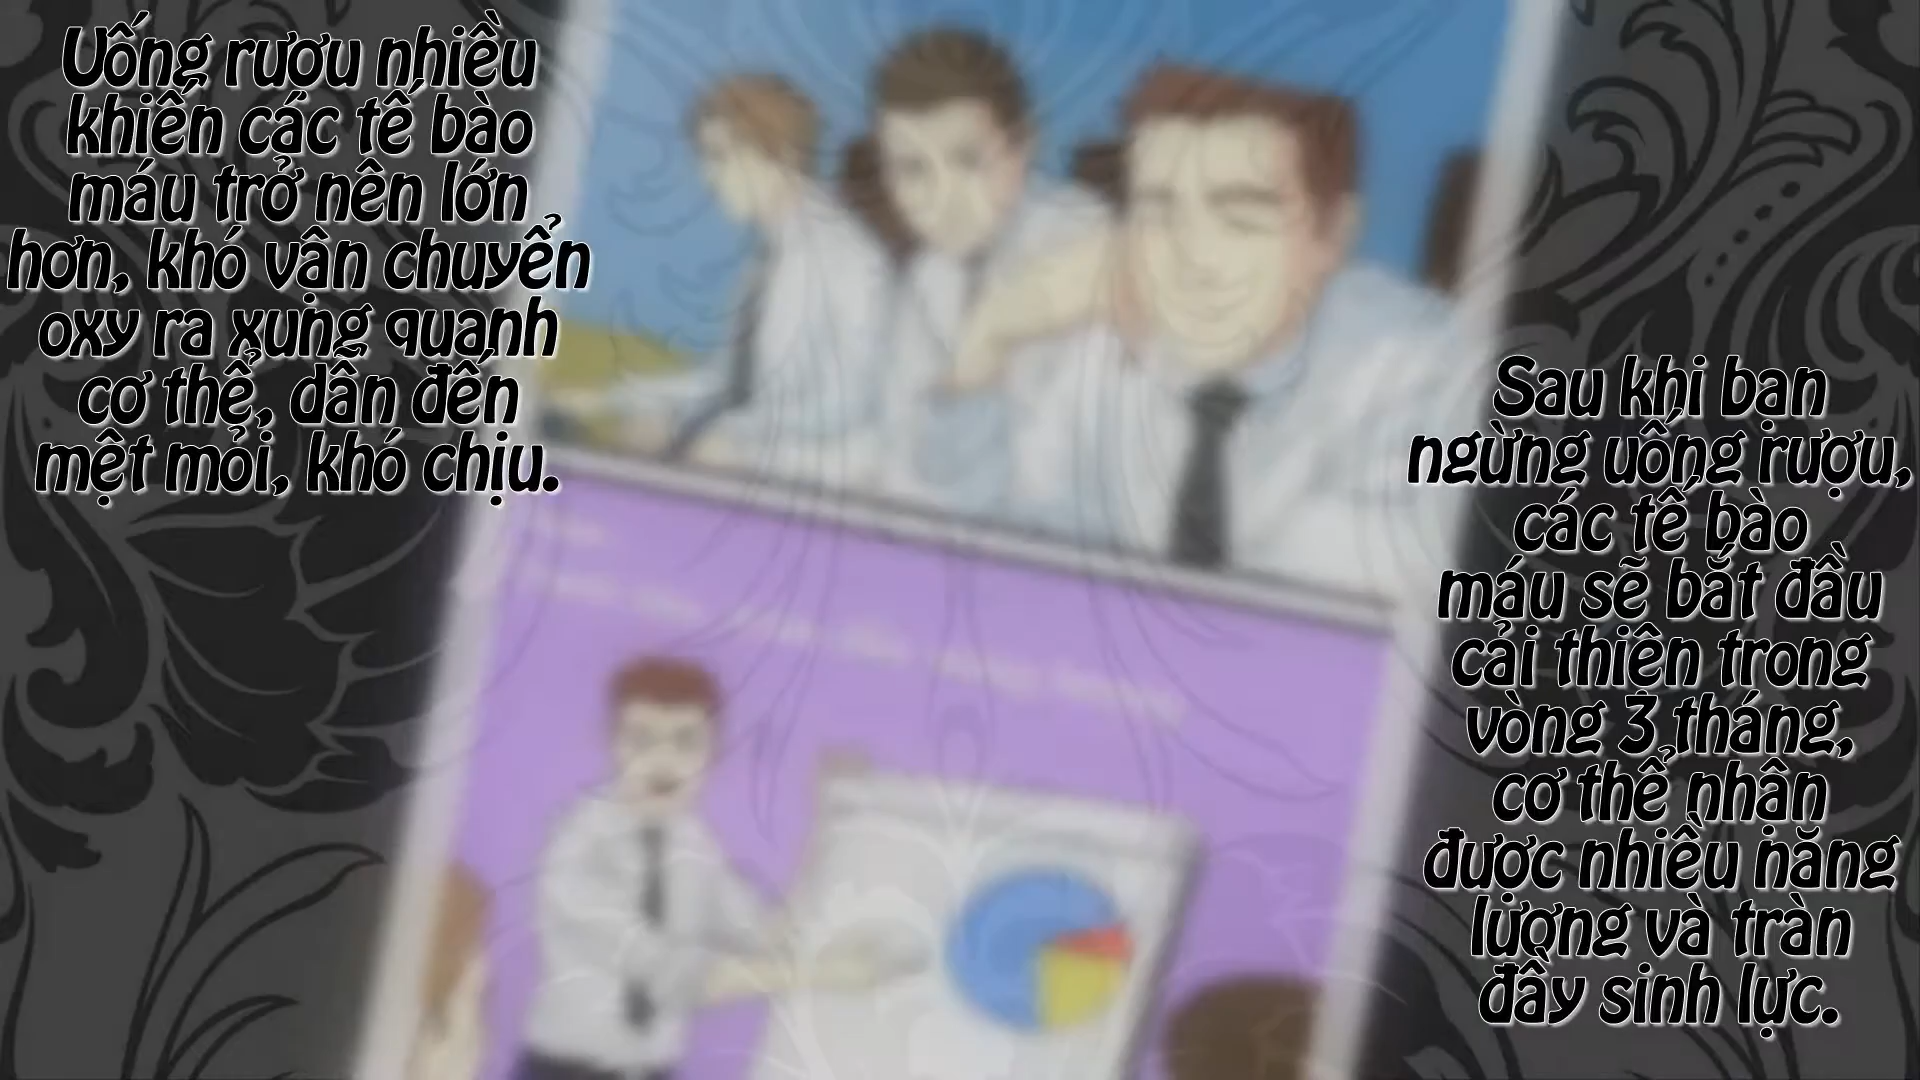 Uống rượu nhiều
khiến các tế bào
máu trở nên lớn
hơn, khó vận chuyển
oxy ra xung quanh
cơ thể, dẫn đến
mệt mỏi, khó chịu.
Sau khi bạn
ngừng uống rượu,
các tế bào
máu sẽ bắt đầu
cải thiện trong
vòng 3 tháng,
cơ thể nhận
được nhiều năng
lượng và tràn
đầy sinh lực.